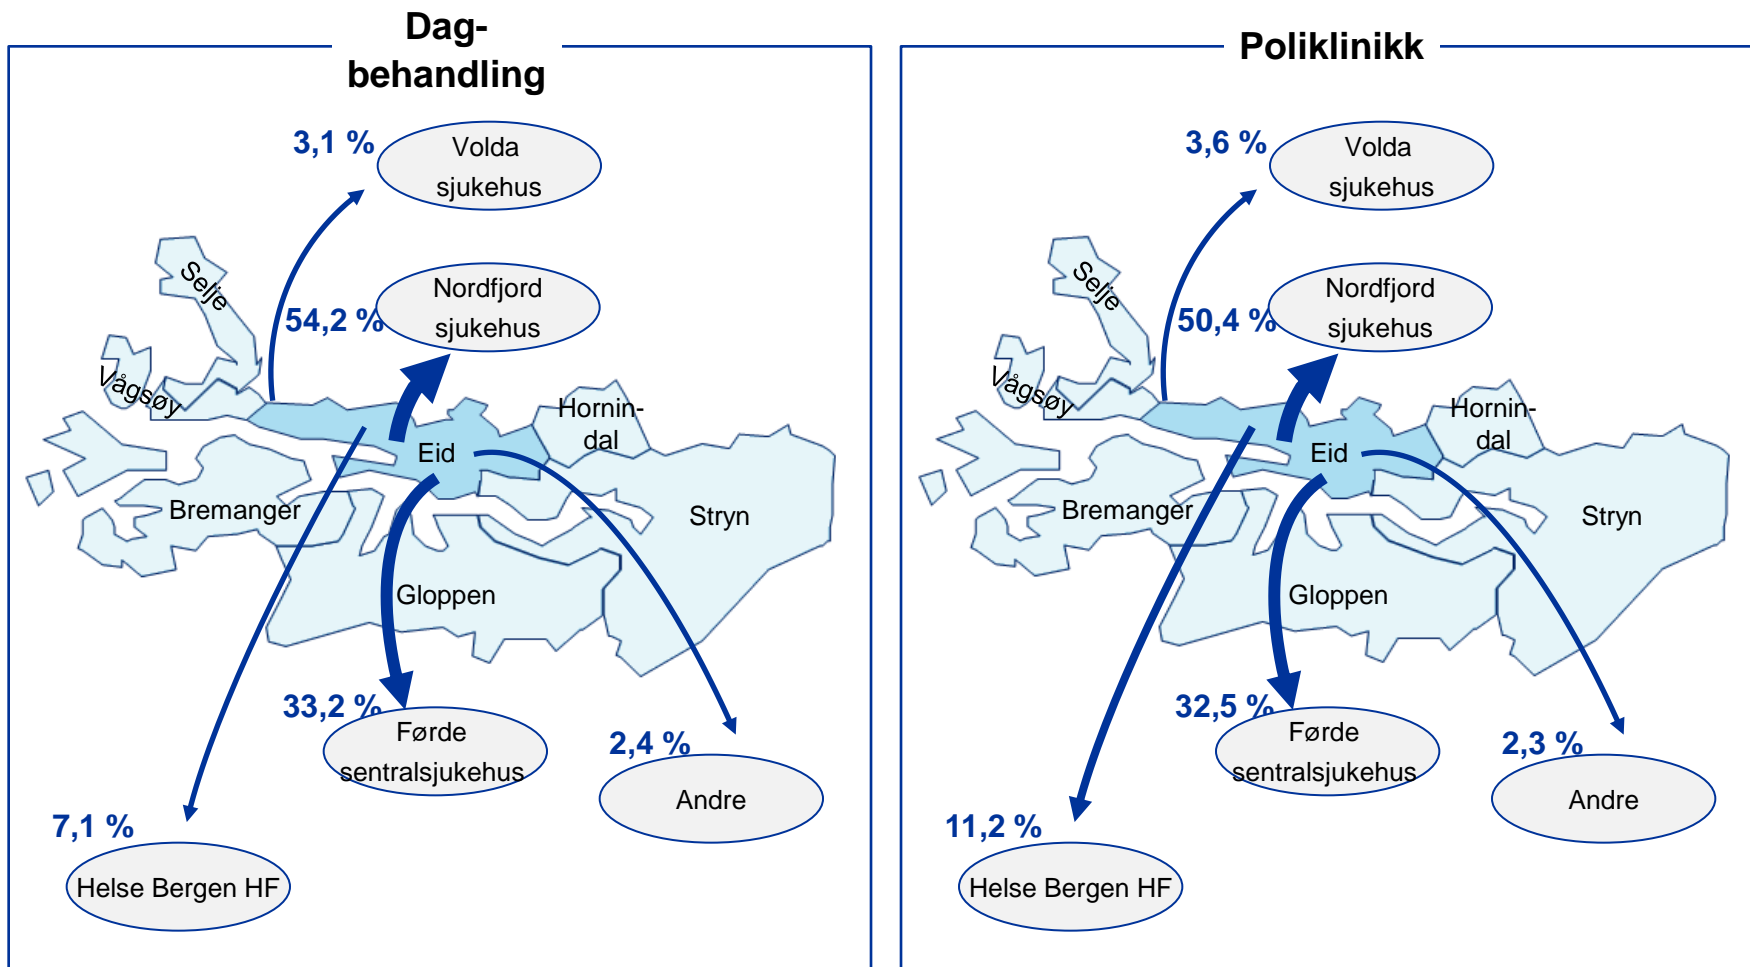 Dag-
behandling
3,1 %
Volda
sjukehus
Nordfjord
sjukehus
54,2 %
Selje
Vågsøy
Hornin-
dal
Eid
Bremanger
Stryn
Gloppen
33,2 %
Førde
sentralsjukehus
2,4 %
Andre
7,1 %
Helse Bergen HF
Poliklinikk
3,6 %
Volda
sjukehus
Nordfjord
sjukehus
50,4 %
Selje
Vågsøy
Hornin-
dal
Eid
Bremanger
Stryn
Gloppen
32,5 %
Førde
sentralsjukehus
2,3 %
Andre
11,2 %
Helse Bergen HF